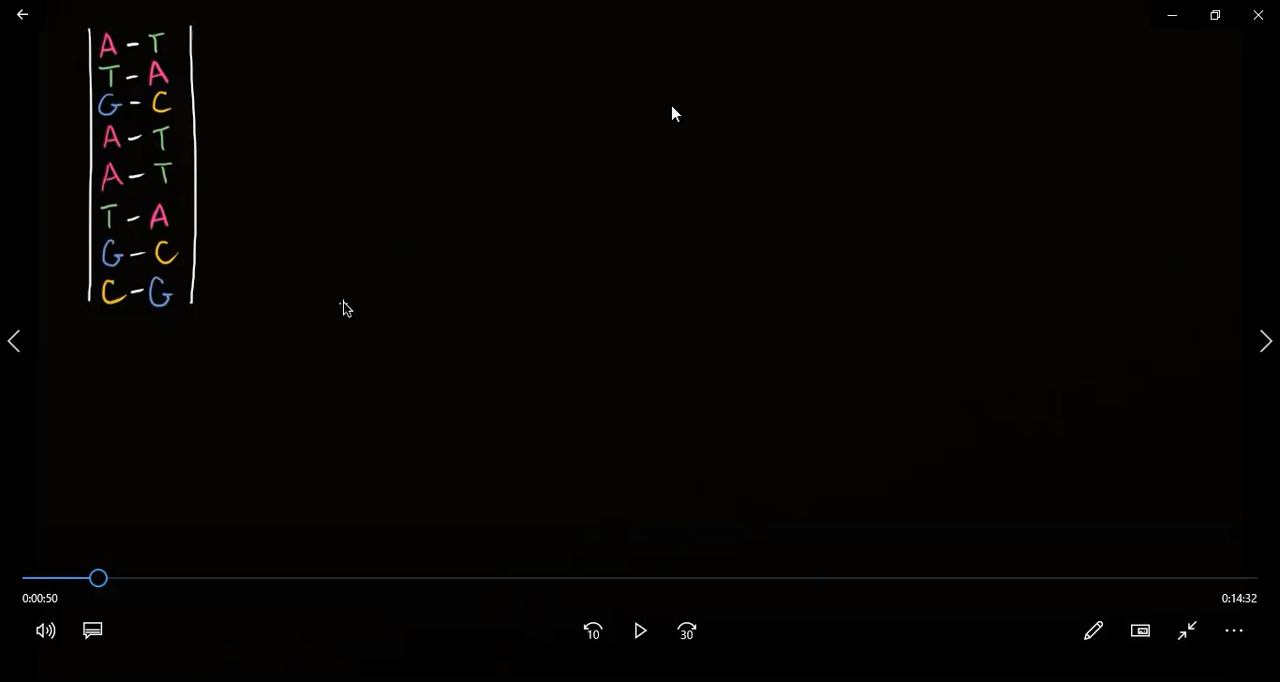 A - T
T - A
G - C
A - T
A - T
T - A
G - C
C - G
0:00:50
0:14:32
10
30